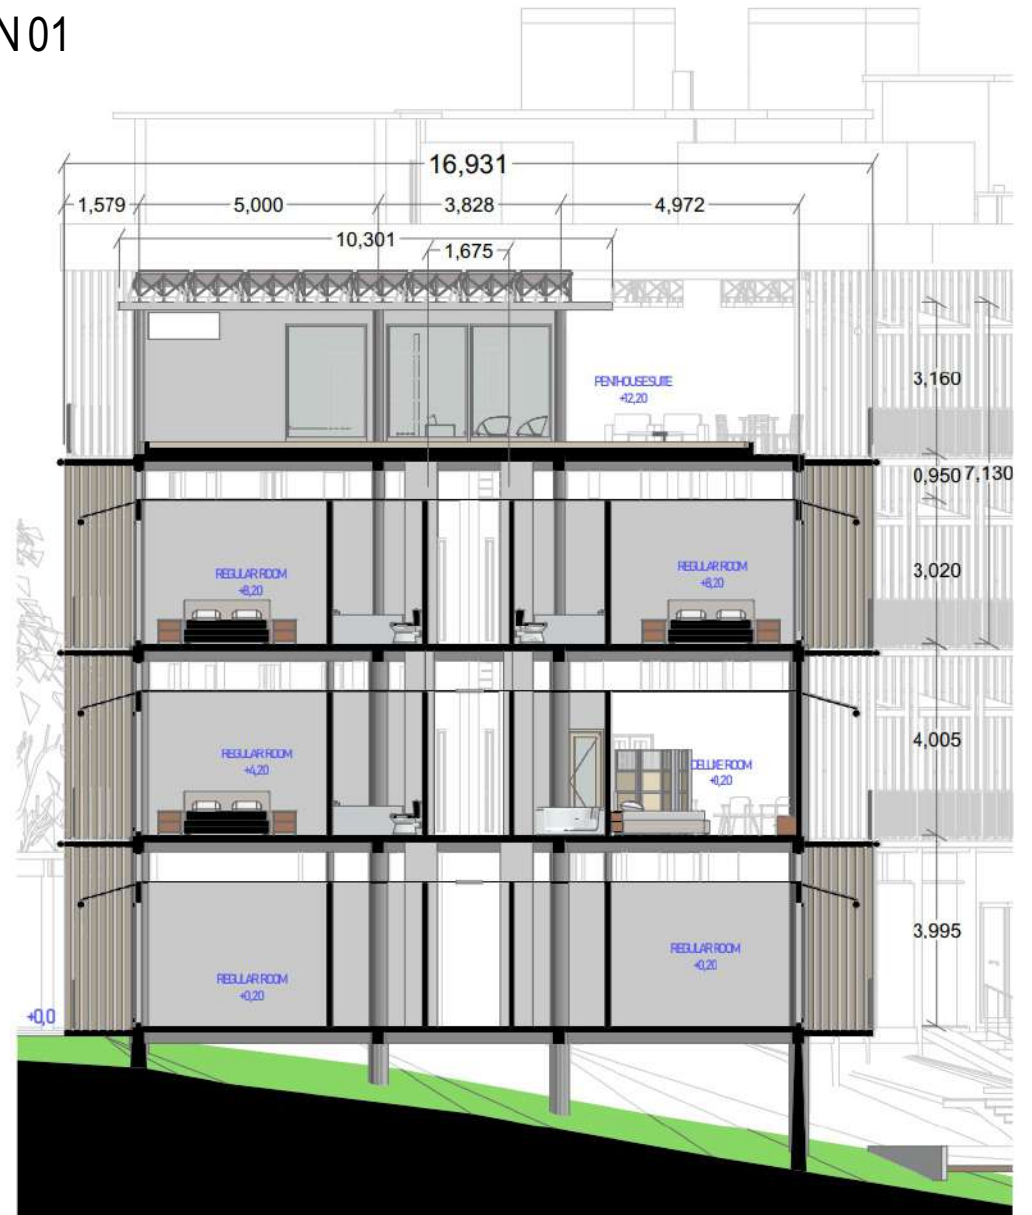 N 01
16,931
1,579 5,000 3,828 4,972
10,301 1,675
PENTHOUSE SUITE
+12,20
3,160
0,950 7,130
REGULAR ROOM
+8,20
REGULAR ROOM
+8,20
3,020
REGULAR ROOM
+4,20
DELUXE ROOM
+0,20
4,005
REGULAR ROOM
+0,20
REGULAR ROOM
+0,20
3,995
+0,0